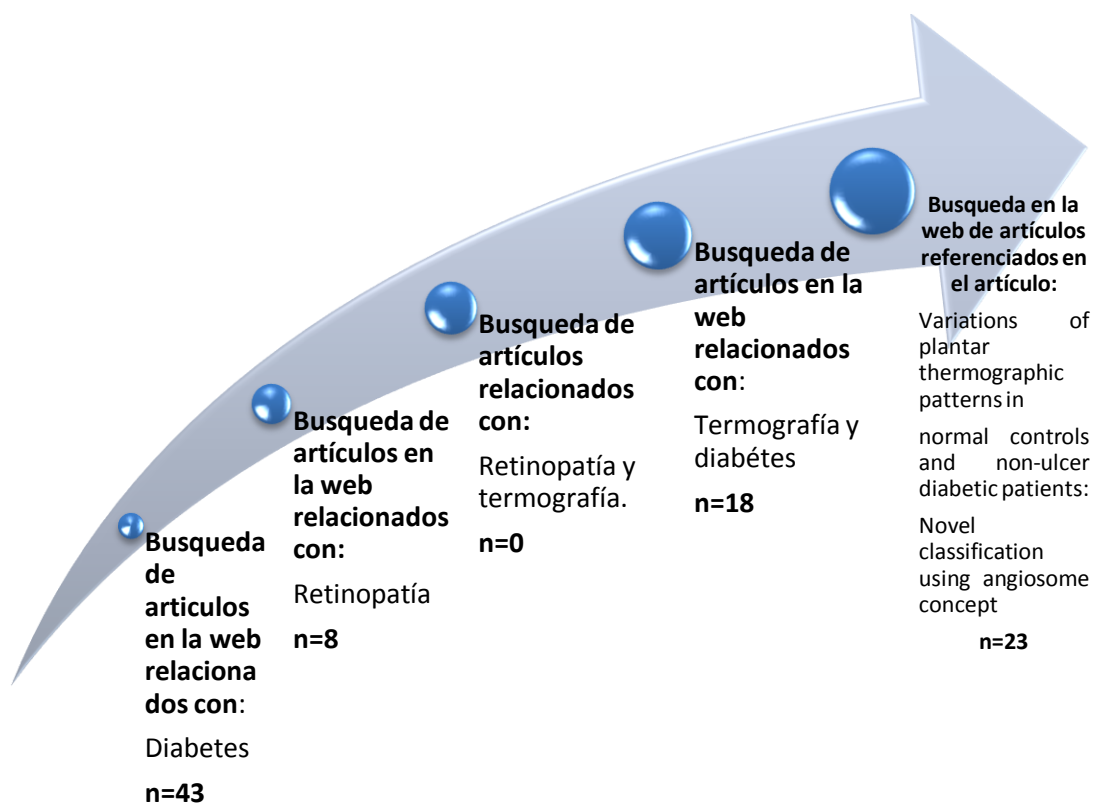 Busqueda
de
articulos
en la web
relaciona
dos con:
Diabetes
n=43
Busqueda de
artículos en
la web
relacionados
con:
Retinopatía
n=8
Busqueda de
artículos
relacionados
con:
Retinopatía y
termografía.
n=0
Busqueda de
artículos en la
web
relacionados
con:
Termografía y
diabétes
n=18
Busqueda en la
web de artículos
referenciados en
el artículo:
Variations of
plantar
thermographic
patterns in
normal controls
and non-ulcer
diabetic patients:
Novel
classification
using angiosome
concept
n=23